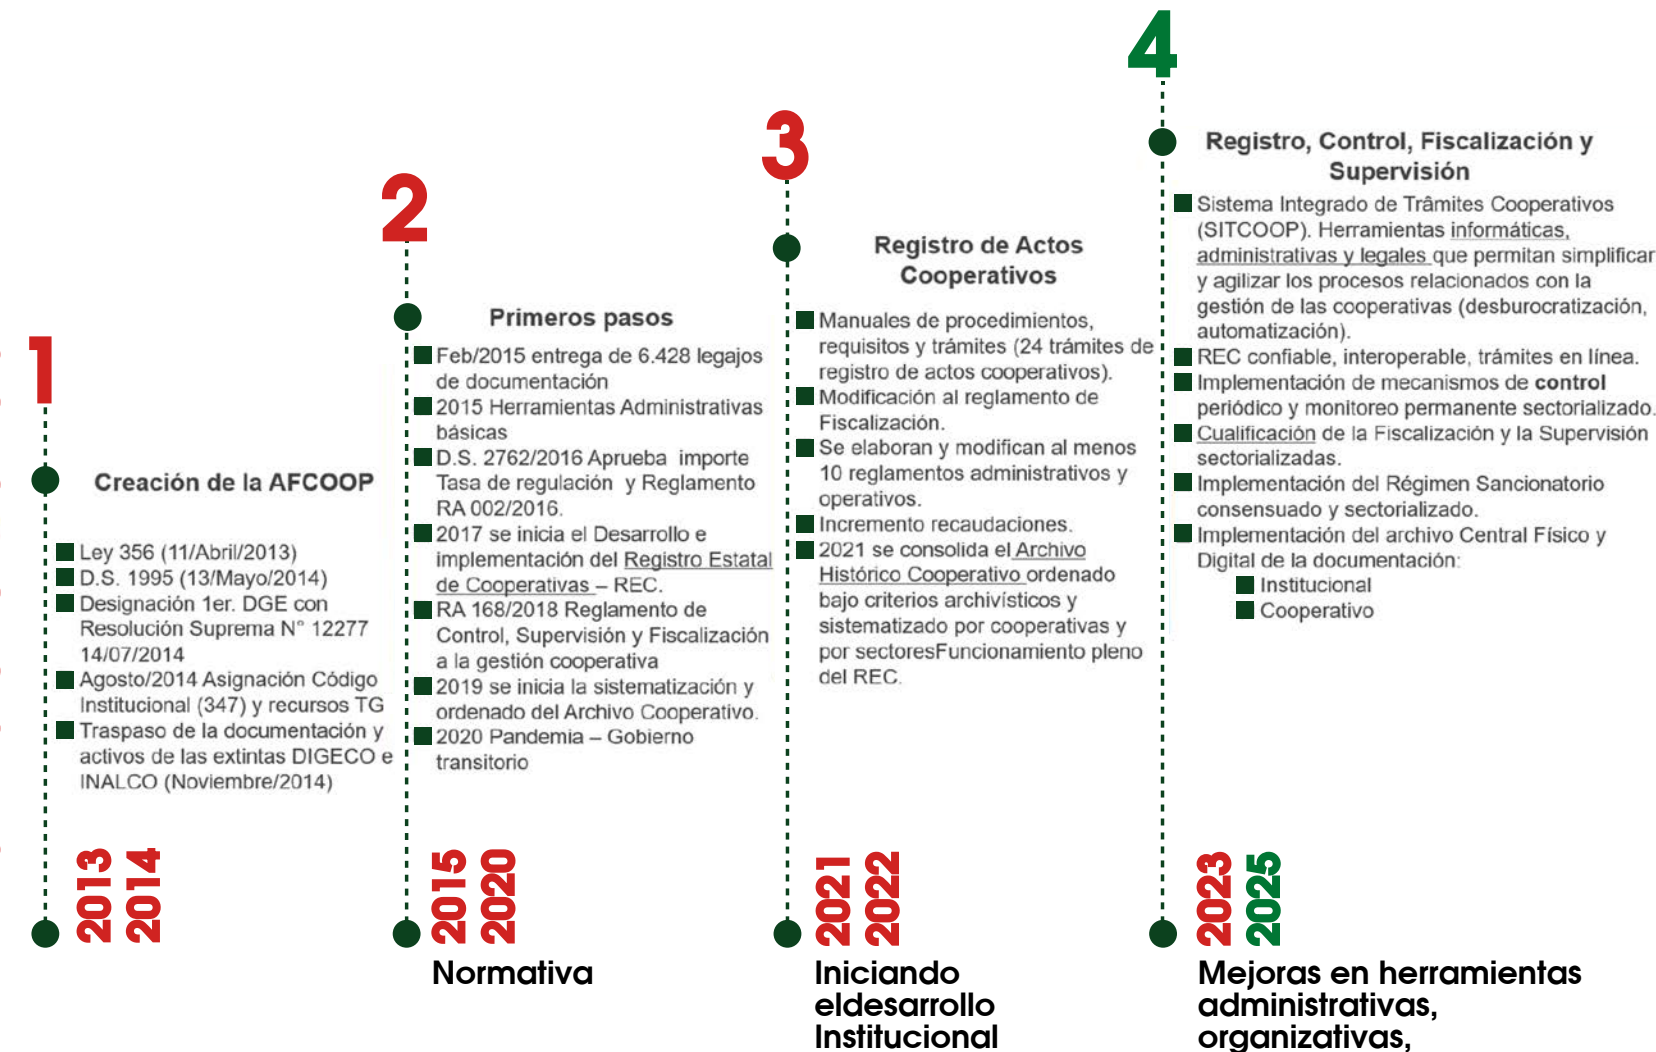 1
Creación de la AFCOOP
Ley 356 (11/Abril/2013)
D.S. 1995 (13/Mayo/2014)
Designación 1er. DGE con
Resolución Suprema N° 12277
14/07/2014
Agosto/2014 Asignación Código
Institucional (347) y recursos TG
Traspaso de la documentación y
activos de las extintas DIGECO e
INALCO (Noviembre/2014)
2013
2014
2
Primeros pasos
Feb/2015 entrega de 6.428 legajos
de documentación
2015 Herramientas Administrativas
básicas
D.S. 2762/2016 Aprueba importe
Tasa de regulación y Reglamento
RA 002/2016.
2017 se inicia el Desarrollo e
implementación del Registro Estatal
de Cooperativas – REC.
RA 168/2018 Reglamento de
Control, Supervisión y Fiscalización
a la gestión cooperativa
2019 se inicia la sistematización y
ordenado del Archivo Cooperativo.
2020 Pandemia – Gobierno
transitorio
2015
2020
Normativa
3
Registro de Actos
Cooperativos
Manuales de procedimientos,
requisitos y trámites (24 trámites de
registro de actos cooperativos).
Modificación al reglamento de
Fiscalización.
Se elaboran y modifican al menos
10 reglamentos administrativos y
operativos.
Incremento recaudaciones.
2021 se consolida el Archivo
Histórico Cooperativo ordenado
bajo criterios archivísticos y
sistematizado por cooperativas y
por sectoresFuncionamiento pleno
del REC.
2021
2022
Iniciando
eldesarrollo
Institucional
4
Registro, Control, Fiscalización y
Supervisión
Sistema Integrado de Trâmites Cooperativos
(SITCOOP). Herramientas informáticas,
administrativas y legales que permitan simplificar
y agilizar los procesos relacionados con la
gestión de las cooperativas (desburocratización,
automatización).
REC confiable, interoperable, trámites en línea.
Implementación de mecanismos de control
periódico y monitoreo permanente sectorializado.
Cualificación de la Fiscalización y la Supervisión
sectorializadas.
Implementación del Régimen Sancionatorio
consensuado y sectorializado.
Implementación del archivo Central Físico y
Digital de la documentación:
Institucional
Cooperativo
2023
2025
Mejoras en herramientas
administrativas,
organizativas,